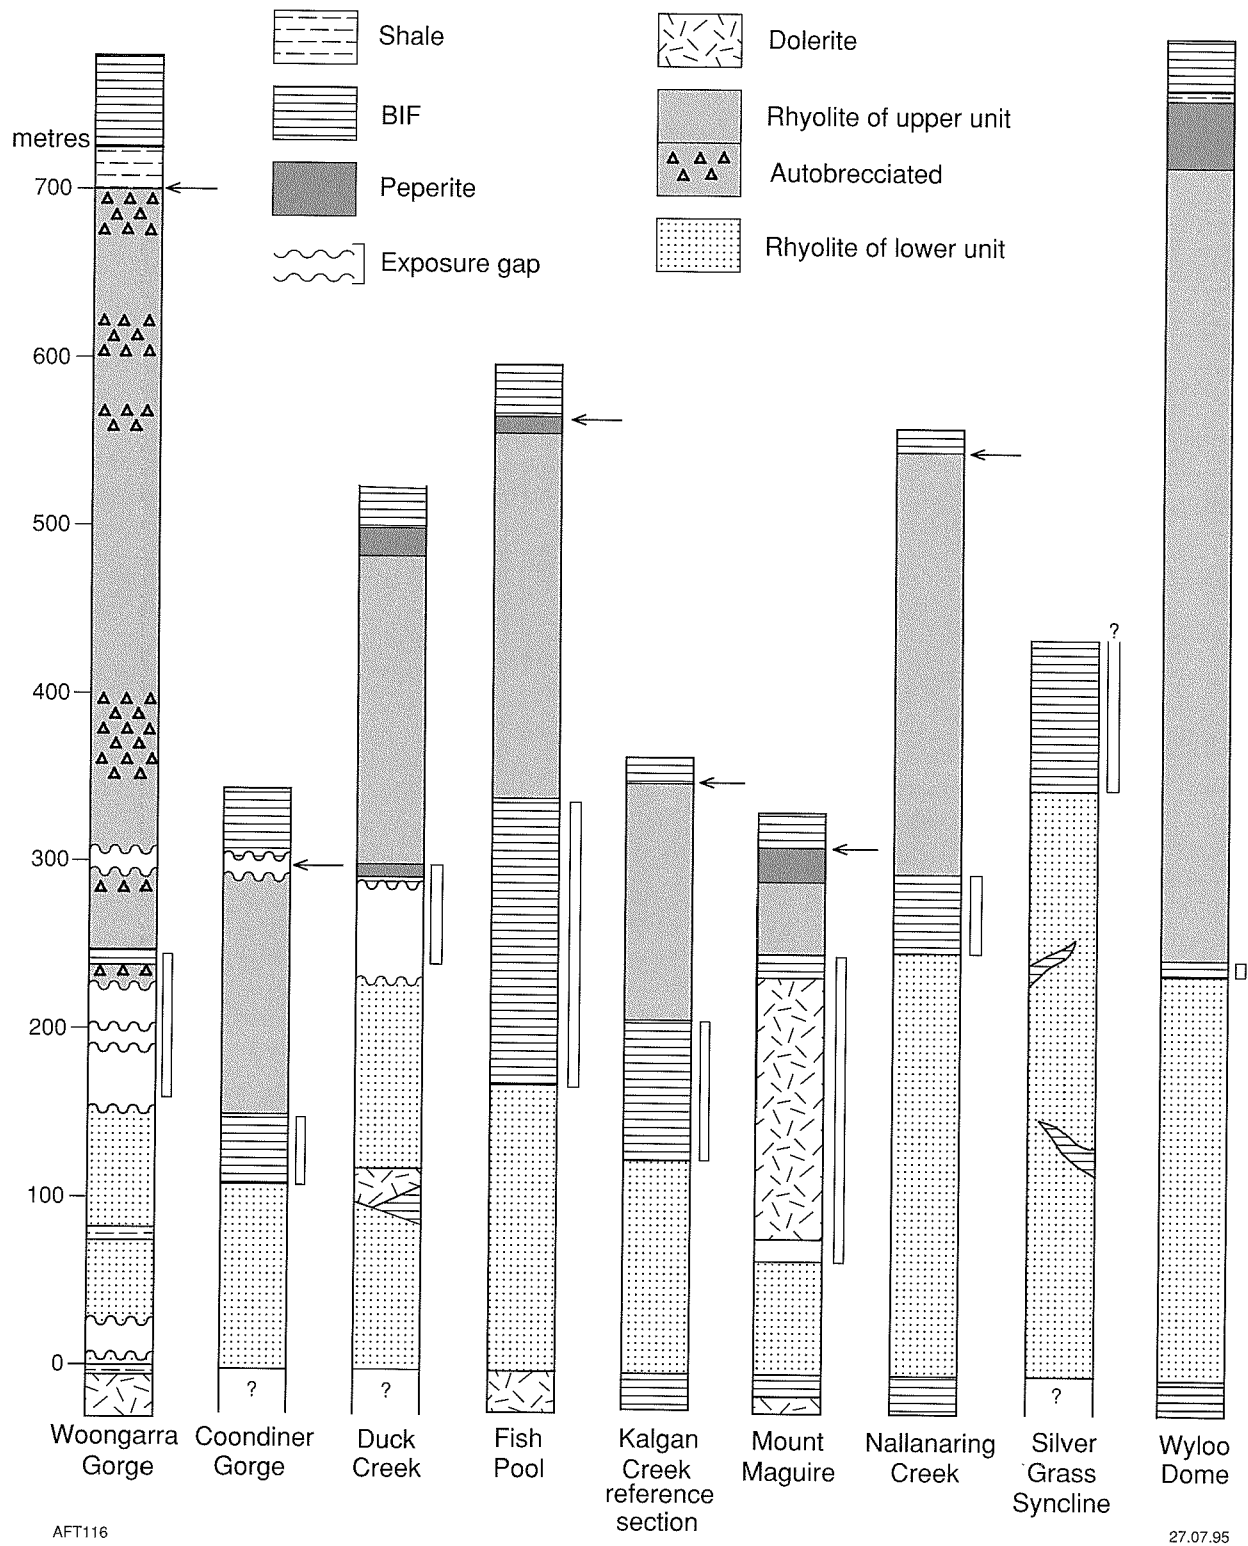 Shale
BIF
Peperite
Exposure gap
Dolerite
Rhyolite of upper unit
Autobrecciated
Rhyolite of lower unit
metres
700
600
500
400
300
200
100
0
?
?
?
?
Woongarra
Gorge
Coondiner
Gorge
Duck
Creek
Fish
Pool
Kalgan
Creek
reference
section
Mount
Maguire
Nallanaring
Creek
Silver
Grass
Syncline
Wyloo
Dome
AFT116
27.07.95